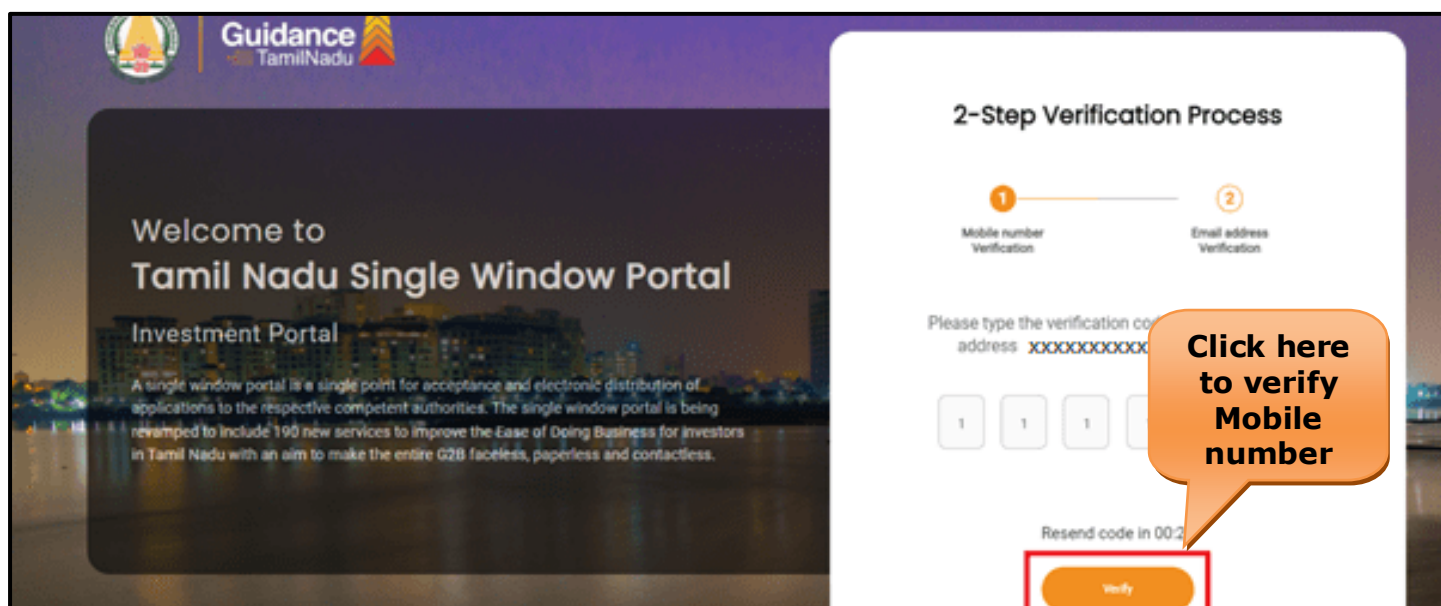 Guidance
TamilNadu
Welcome to
Tamil Nadu Single Window Portal
Investment Portal
A single window portal is a single point for acceptance and electronic distribution of
applications to the respective competent authorities. The single window portal is being
revamped to include 190 new services to improve the Ease of Doing Business for investors
in Tamil Nadu with an aim to make the entire G2B faceless, paperless and contactless.
2-Step Verification Process
1
2
Mobile number
Verification
Email address
Verification
Please type the verification
address XXXXXXXXXX
1 1 1
Click here
to verify
Mobile
number
Resend code in 00:2
Verify